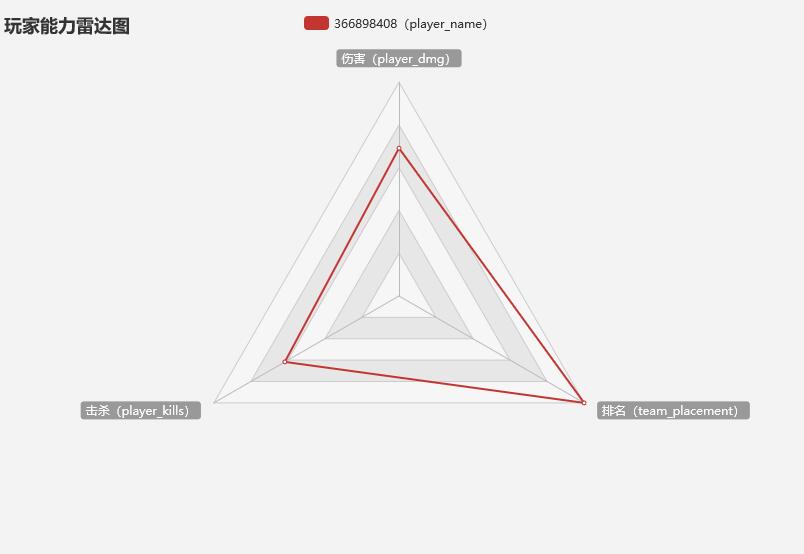 玩家能力雷达图
366898408（player_name）
伤害（player_dmg）
击杀（player_kills）
排名（team_placement）